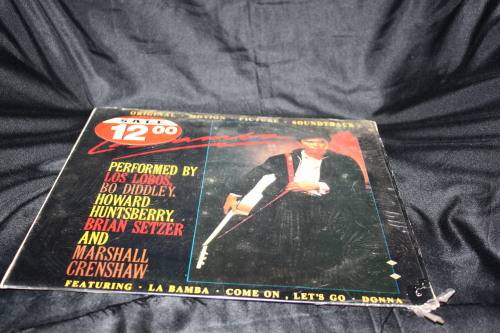 ORIGINAL MOTION PICTURE SOUNDTRACK
SALE
12 00
PERFORMED BY
LOS LOBOS,
BO DIDDLEY,
HOWARD
HUNTSBERRY,
BRIAN SETZER
AND
MARSHALL
CRENSHAW
FEATURING · LA BAMBA · COME ON, LET'S GO · DONNA